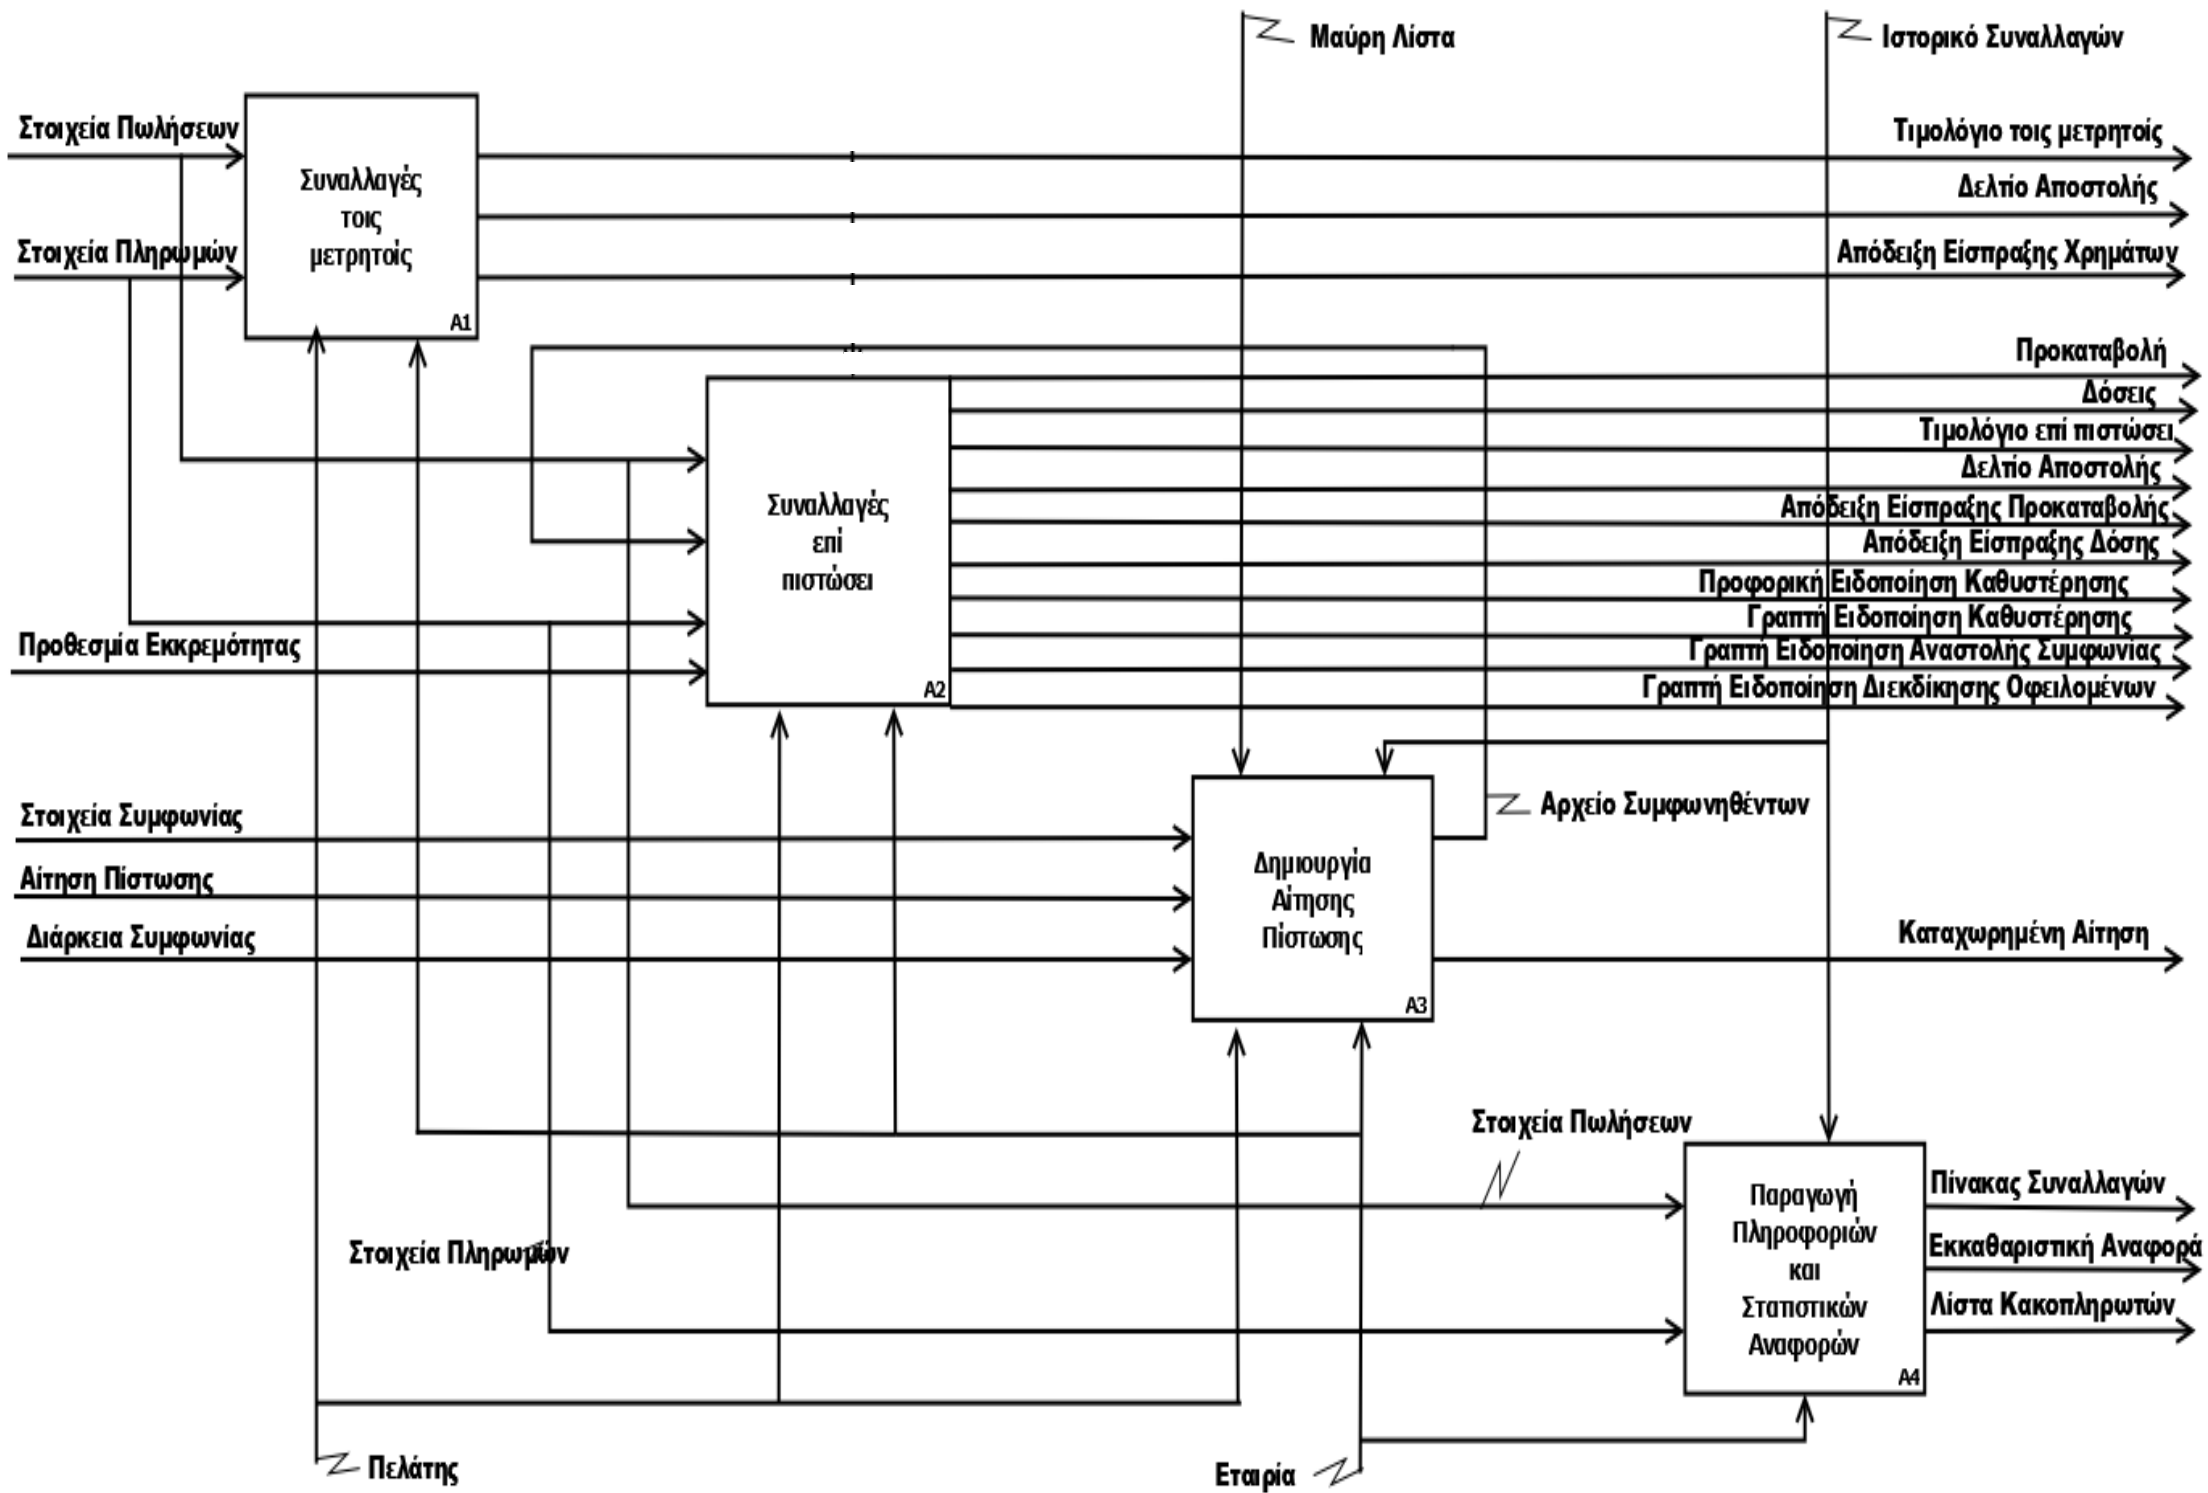 Μαύρη Λίστα
Ιστορικό Συναλλαγών
Στοιχεία Πωλήσεων
Στοιχεία Πληρωμών
Συναλλαγές
τοις
μετρητοίς
A1
Τιμολόγιο τοις μετρητοίς
Δελτίο Αποστολής
Απόδειξη Είσπραξης Χρημάτων
Προκαταβολή
Δόσεις
Τιμολόγιο επί πιστώσει
Δελτίο Αποστολής
Απόδειξη Είσπραξης Προκαταβολής
Απόδειξη Είσπραξης Δόσης
Προφορική Ειδοποίηση Καθυστέρησης
Γραπτή Ειδοποίηση Καθυστέρησης
Γραπτή Ειδοποίηση Αναστολής Συμφωνίας
Γραπτή Ειδοποίηση Διεκδίκησης Οφειλομένων
Συναλλαγές
επί
πιστώσει
A2
Προθεσμία Εκκρεμότητας
Στοιχεία Συμφωνίας
Αίτηση Πίστωσης
Διάρκεια Συμφωνίας
Δημιουργία
Αίτησης
Πίστωσης
A3
Αρχείο Συμφωνηθέντων
Καταχωρημένη Αίτηση
Στοιχεία Πωλήσεων
Στοιχεία Πληρωμών
Παραγωγή
Πληροφοριών
και
Στατιστικών
Αναφορών
A4
Πίνακας Συναλλαγών
Εκκαθαριστική Αναφορά
Λίστα Κακοπληρωτών
Πελάτης
Εταιρία